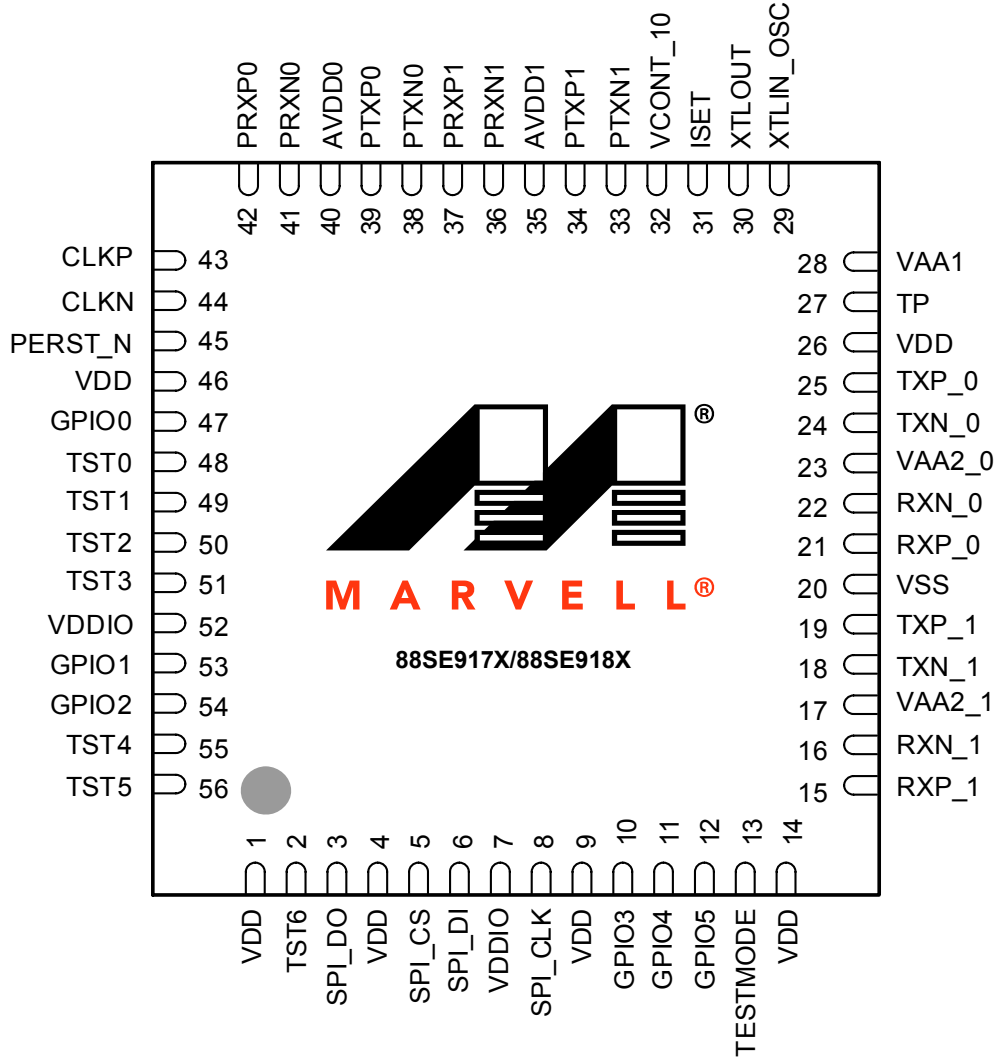 PRXP0
PRXN0
AVDD0
PTXP0
PTXN0
PRXP1
PRXN1
AVDD1
PTXP1
PTXN1
VCONT_10
ISET
XTLOUT
XTLIN_OSC
42
41
40
39
38
37
36
35
34
33
32
31
30
29
CLKP 43
CLKN 44
PERST_N 45
VDD 46
GPIO0 47
TST0 48
TST1 49
TST2 50
TST3 51
VDDIO 52
GPIO1 53
GPIO2 54
TST4 55
TST5 56
®
MARVELL®
88SE917X/88SE918X
28 VAA1
27 TP
26 VDD
25 TXP_0
24 TXN_0
23 VAA2_0
22 RXN_0
21 RXP_0
20 VSS
19 TXP_1
18 TXN_1
17 VAA2_1
16 RXN_1
15 RXP_1
1
2
3
4
5
6
7
8
9
10
11
12
13
14
VDD
TST6
SPI_DO
VDD
SPI_CS
SPI_DI
VDDIO
SPI_CLK
VDD
GPIO3
GPIO4
GPIO5
TESTMODE
VDD